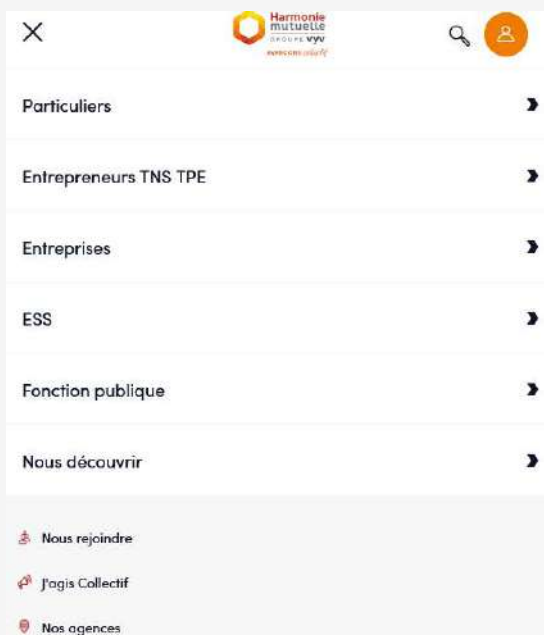 Harmonie
mutuelle
GROUPE vyv
Particuliers
Entrepreneurs TNS TPE
Entreprises
ESS
Fonction publique
Nous découvrir
Nous rejoindre
J'agis Collectif
Nos agences